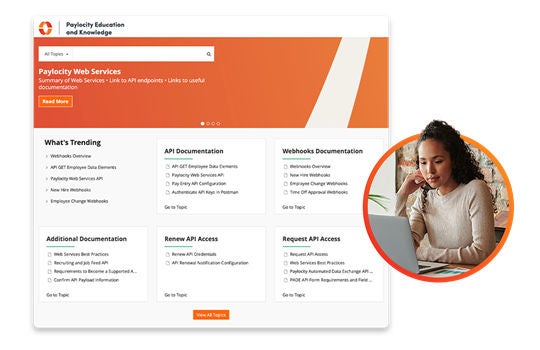 Paylocity Education
and Knowledge
All Topics
Paylocity Web Services
Summary of Web Services • Link to API endpoints • Links to useful
documentation
Read More
What's Trending
Webhooks Overview
API GET Employee Data Elements
Paylocity Web Services API
New Hire Webhooks
Employee Change Webhooks
API Documentation
API GET Employee Data Elements
Paylocity Web Services API
Pay Entry API Configuration
Authenticate API Keys in Postman
Go to Topic
Webhooks Documentation
Webhooks Overview
New Hire Webhooks
Employee Change Webhooks
Time Off Approval Webhooks
Go to Topic
Additional Documentation
Web Services Best Practices
Recruiting and Job Feed API
Requirements to Become a Supported A...
Confirm API Payload Information
Go to Topic
Renew API Access
Renew API Credentials
API Renewal Notification Configuration
Go to Topic
Request API Access
Request API Access
Web Services Best Practices
Paylocity Automated Data Exchange API ...
PADE API Form Requirements and Field ...
Go to Topic
View All Topics